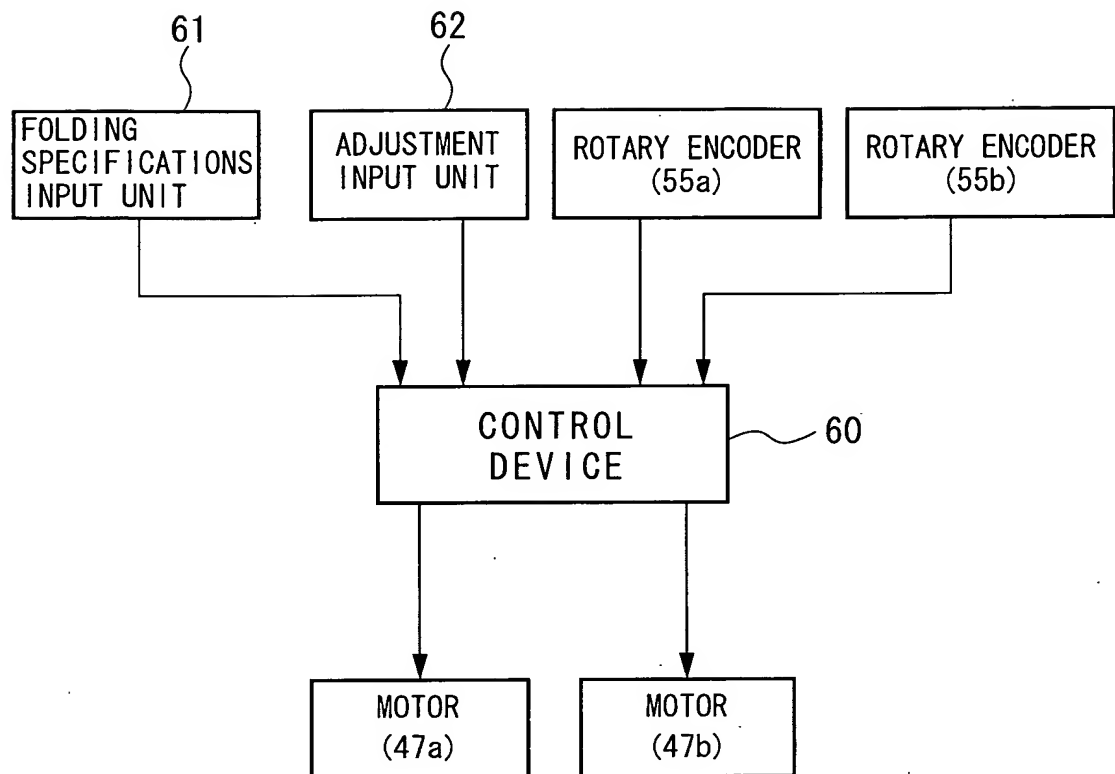 61
62
FOLDING
SPECIFICATIONS
INPUT UNIT
ADJUSTMENT
INPUT UNIT
ROTARY ENCODER
(55a)
ROTARY ENCODER
(55b)
CONTROL
DEVICE
60
MOTOR
(47a)
MOTOR
(47b)